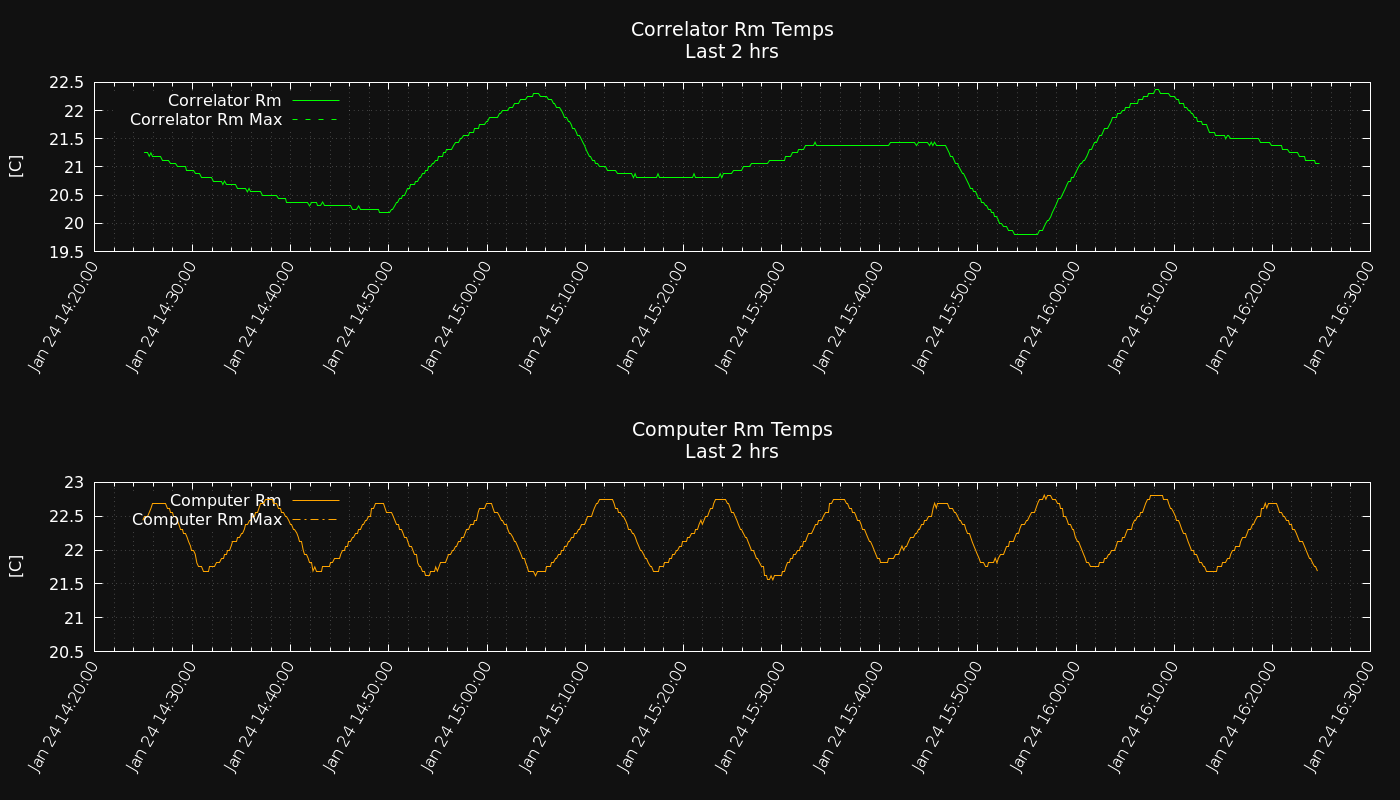 Correlator Rm Temps
Last 2 hrs
22.5
22
21.5
21
20.5
20
19.5
[C]
Correlator Rm
Correlator Rm Max
Jan 24 14:20:00
Jan 24 14:30:00
Jan 24 14:40:00
Jan 24 14:50:00
Jan 24 15:00:00
Jan 24 15:10:00
Jan 24 15:20:00
Jan 24 15:30:00
Jan 24 15:40:00
Jan 24 15:50:00
Jan 24 16:00:00
Jan 24 16:10:00
Jan 24 16:20:00
Jan 24 16:30:00
Computer Rm Temps
Last 2 hrs
23
22.5
22
21.5
21
20.5
[C]
Computer Rm
Computer Rm Max
Jan 24 14:20:00
Jan 24 14:30:00
Jan 24 14:40:00
Jan 24 14:50:00
Jan 24 15:00:00
Jan 24 15:10:00
Jan 24 15:20:00
Jan 24 15:30:00
Jan 24 15:40:00
Jan 24 15:50:00
Jan 24 16:00:00
Jan 24 16:10:00
Jan 24 16:20:00
Jan 24 16:30:00